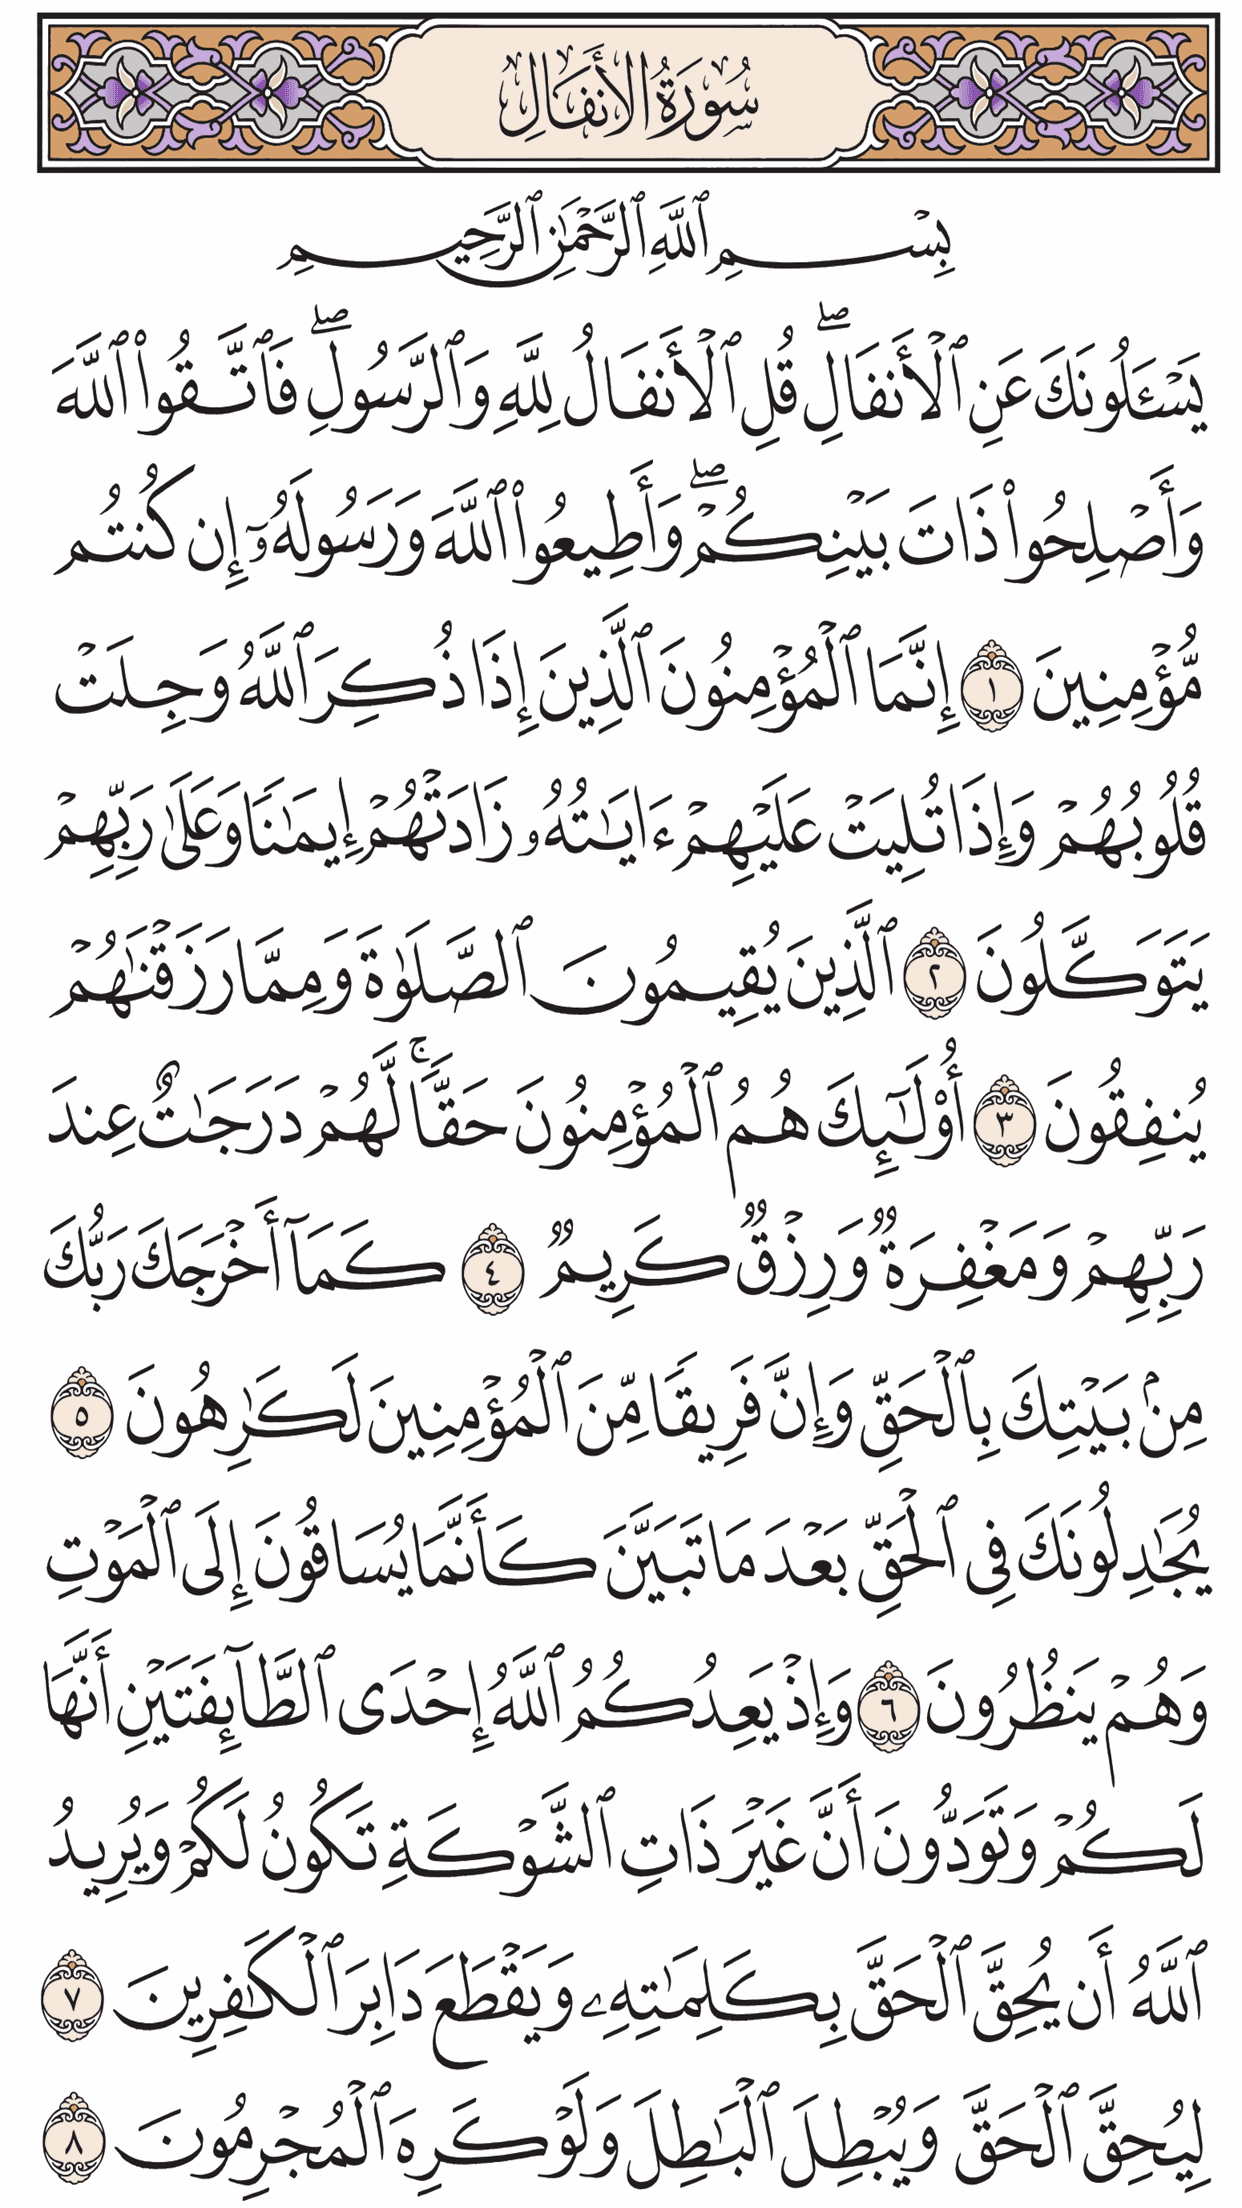 سُورَةُ الأَنفَالِ
بِسْمِ ٱللَّهِ ٱلرَّحْمَٰنِ ٱلرَّحِيمِ
يَسْـَٔلُونَكَ عَنِ ٱلْأَنفَالِۖ قُلِ ٱلْأَنفَالُ لِلَّهِ وَٱلرَّسُولِۖ فَٱتَّقُوا۟ ٱللَّهَ
وَأَصْلِحُوا۟ ذَاتَ بَيْنِكُمْۖ وَأَطِيعُوا۟ ٱللَّهَ وَرَسُولَهُۥٓ إِن كُنتُم
مُّؤْمِنِينَ ١ إِنَّمَا ٱلْمُؤْمِنُونَ ٱلَّذِينَ إِذَا ذُكِرَ ٱللَّهُ وَجِلَتْ
قُلُوبُهُمْ وَإِذَا تُلِيَتْ عَلَيْهِمْ ءَايَٰتُهُۥ زَادَتْهُمْ إِيمَٰنًا وَعَلَىٰ رَبِّهِمْ
يَتَوَكَّلُونَ ٢ ٱلَّذِينَ يُقِيمُونَ ٱلصَّلَوٰةَ وَمِمَّا رَزَقْنَٰهُمْ
يُنفِقُونَ ٣ أُو۟لَٰٓئِكَ هُمُ ٱلْمُؤْمِنُونَ حَقًّاۚ لَّهُمْ دَرَجَٰتٌ عِندَ
رَبِّهِمْ وَمَغْفِرَةٌ وَرِزْقٌ كَرِيمٌ ٤ كَمَآ أَخْرَجَكَ رَبُّكَ
مِنۢ بَيْتِكَ بِٱلْحَقِّ وَإِنَّ فَرِيقًا مِّنَ ٱلْمُؤْمِنِينَ لَكَٰرِهُونَ ٥
يُجَٰدِلُونَكَ فِى ٱلْحَقِّ بَعْدَ مَا تَبَيَّنَ كَأَنَّمَا يُسَاقُونَ إِلَى ٱلْمَوْتِ
وَهُمْ يَنظُرُونَ ٦ وَإِذْ يَعِدُكُمُ ٱللَّهُ إِحْدَى ٱلطَّآئِفَتَيْنِ أَنَّهَا
لَكُمْ وَتَوَدُّونَ أَنَّ غَيْرَ ذَاتِ ٱلشَّوْكَةِ تَكُونُ لَكُمْ وَيُرِيدُ
ٱللَّهُ أَن يُحِقَّ ٱلْحَقَّ بِكَلِمَٰتِهِۦ وَيَقْطَعَ دَابِرَ ٱلْكَٰفِرِينَ ٧
لِيُحِقَّ ٱلْحَقَّ وَيُبْطِلَ ٱلْبَٰطِلَ وَلَوْ كَرِهَ ٱلْمُجْرِمُونَ ٨